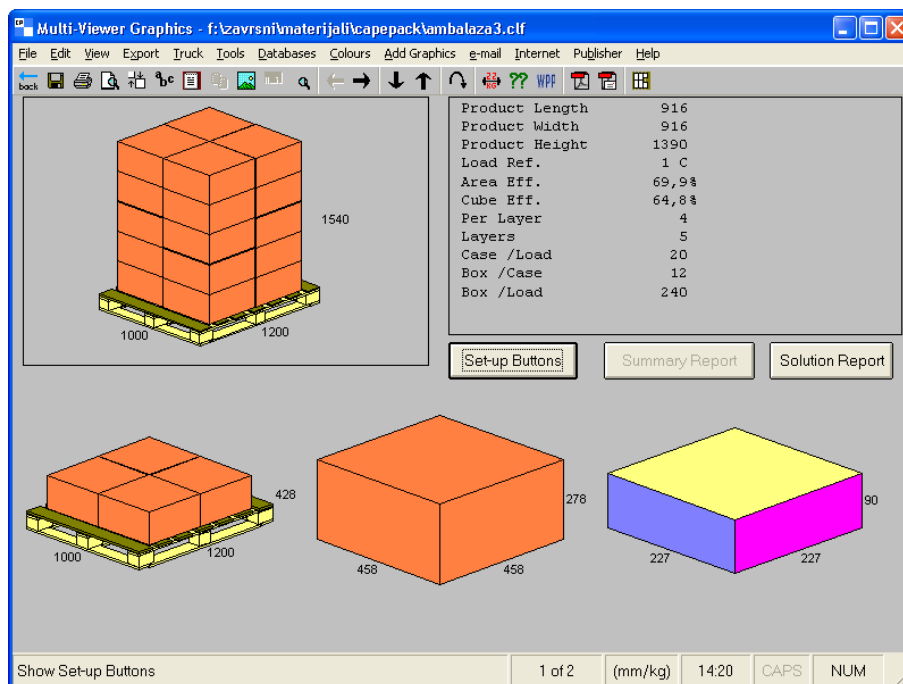 Multi-Viewer Graphics - f:\zavrsni\materijali\capepack\ambalaza3.clf
File Edit View Export Truck Tools Databases Colours Add Graphics e-mail Internet Publisher Help
back WPP
1540
1000 1200
Product Length 916
Product Width 916
Product Height 1390
Load Ref. 1 C
Area Eff. 69,9%
Cube Eff. 64,8%
Per Layer 4
Layers 5
Case /Load 20
Box /Case 12
Box /Load 240
Set-up Buttons Summary Report Solution Report
428
1000 1200
278
458 458
90
227 227
Show Set-up Buttons 1 of 2 (mm/kg) 14:20 CAPS NUM